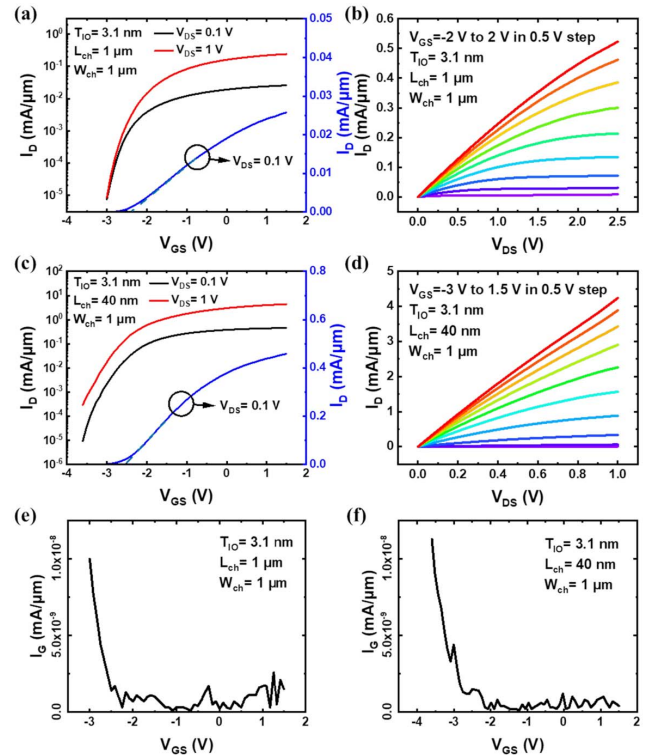 (a)
T_IO= 3.1 nm
L_ch= 1 µm
W_ch= 1 µm
V_DS= 0.1 V
V_DS= 1 V
V_DS= 0.1 V
10^0
10^-1
10^-2
10^-3
10^-4
10^-5
I_D (mA/µm)
0.05
0.04
0.03
0.02
0.01
0.00
I_D (mA/µm)
-4 -3 -2 -1 0 1 2
V_GS (V)
(b)
V_GS=-2 V to 2 V in 0.5 V step
T_IO= 3.1 nm
L_ch= 1 µm
W_ch= 1 µm
0.6
0.5
0.4
0.3
0.2
0.1
0.0
I_D (mA/µm)
0.0 0.5 1.0 1.5 2.0 2.5
V_DS (V)
(c)
T_IO= 3.1 nm
L_ch= 40 nm
W_ch= 1 µm
V_DS= 0.1 V
V_DS= 1 V
V_DS= 0.1 V
10^2
10^1
10^0
10^-1
10^-2
10^-3
10^-4
10^-5
10^-6
I_D (mA/µm)
0.8
0.6
0.4
0.2
0.0
I_D (mA/µm)
-4 -3 -2 -1 0 1 2
V_GS (V)
(d)
V_GS=-3 V to 1.5 V in 0.5 V step
T_IO= 3.1 nm
L_ch= 40 nm
W_ch= 1 µm
5
4
3
2
1
0
I_D (mA/µm)
0.0 0.2 0.4 0.6 0.8 1.0
V_DS (V)
(e)
T_IO= 3.1 nm
L_ch= 1 µm
W_ch= 1 µm
1.0x10^-8
5.0x10^-9
I_G (mA/µm)
-4 -3 -2 -1 0 1 2
V_GS (V)
(f)
T_IO= 3.1 nm
L_ch= 40 nm
W_ch= 1 µm
1.0x10^-8
5.0x10^-9
I_G (mA/µm)
-4 -3 -2 -1 0 1 2
V_GS (V)